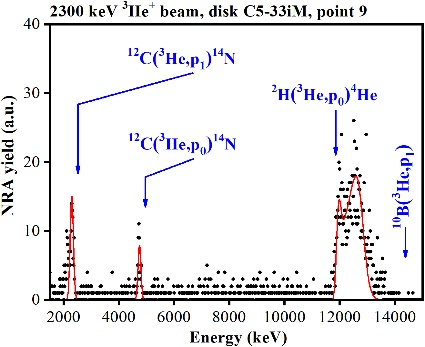 2300 keV ³He⁺ beam, disk C5-33iM, point 9
¹²C(³He,p₁)¹⁴N
¹²C(³He,p₀)¹⁴N
²H(³He,p₀)⁴He
¹⁰B(³He,p₁)
NRA yield (a.u.)
40
30
20
10
0
2000 4000 6000 8000 10000 12000 14000
Energy (keV)